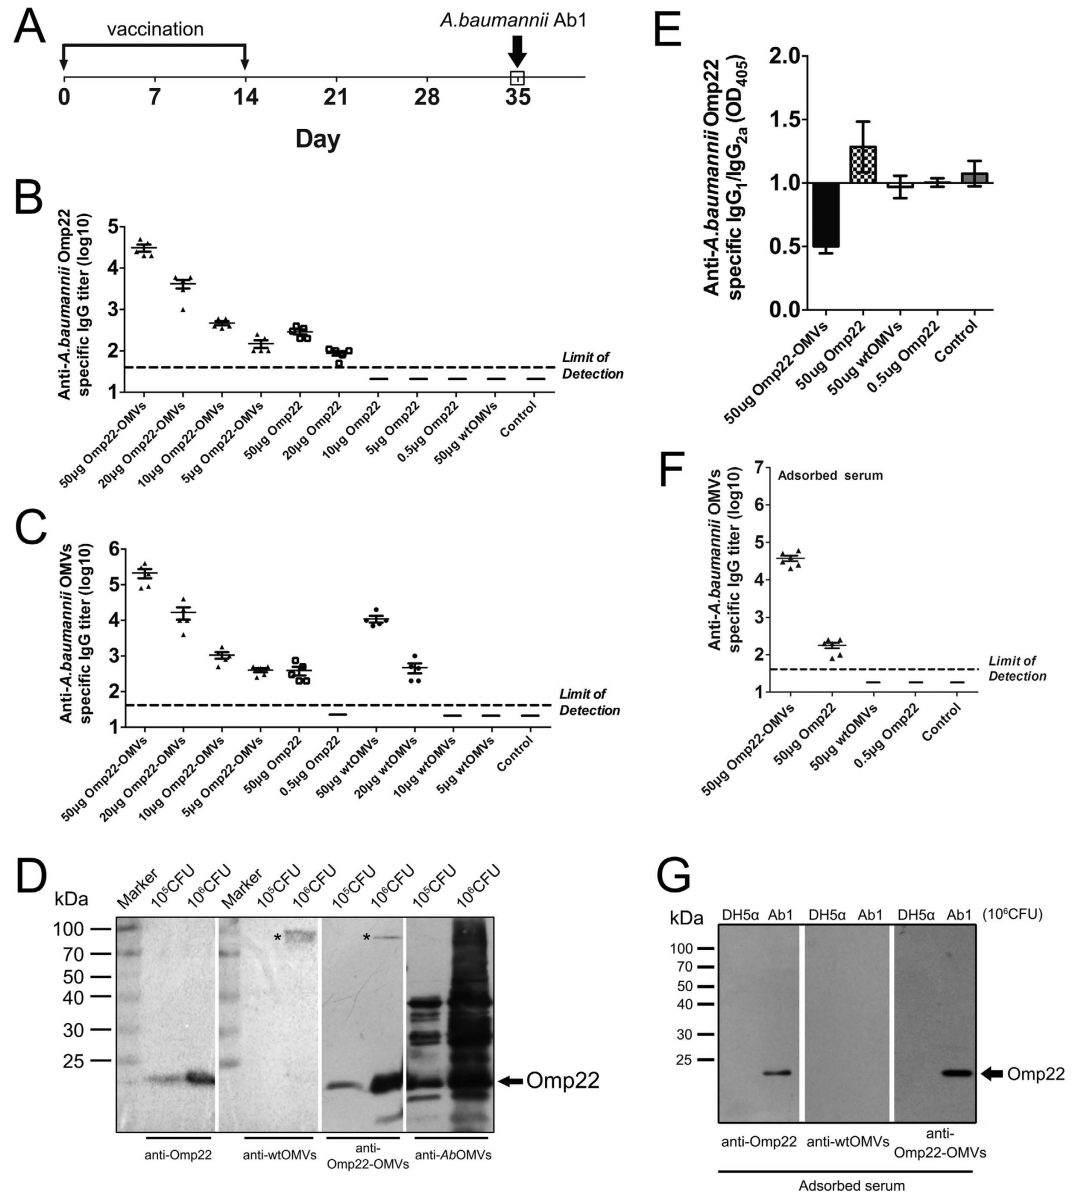 A
vaccination
A.baumannii Ab1
0 7 14 21 28 35
Day
B
Anti-A.baumannii Omp22
specific IgG titer (log10)
5
4
3
2
1
Limit of
Detection
50µg Omp22-OMVs
20µg Omp22-OMVs
10µg Omp22-OMVs
5µg Omp22-OMVs
50µg Omp22
20µg Omp22
10µg Omp22
5µg Omp22
0.5µg Omp22
50µg wtOMVs
Control
C
Anti-A.baumannii OMVs
specific IgG titer (log10)
6
5
4
3
2
1
Limit of
Detection
50µg Omp22-OMVs
20µg Omp22-OMVs
10µg Omp22-OMVs
5µg Omp22-OMVs
50µg Omp22
0.5µg Omp22
50µg wtOMVs
20µg wtOMVs
10µg wtOMVs
5µg wtOMVs
Control
D
kDa
Marker 10⁵CFU 10⁶CFU Marker 10⁵CFU 10⁶CFU 10⁵CFU 10⁶CFU 10⁵CFU 10⁶CFU
100
70
50
40
30
25
* *
Omp22
anti-Omp22
anti-wtOMVs
anti-
Omp22-OMVs
anti-AbOMVs
E
Anti-A.baumannii Omp22
specific IgG₁/IgG₂ₐ (OD₄₀₅)
2.0
1.5
1.0
0.5
0.0
50ug Omp22-OMVs
50ug Omp22
50ug wtOMVs
0.5ug Omp22
Control
F
Anti-A.baumannii OMVs
specific IgG titer (log10)
Adsorbed serum
7
5
4
3
2
1
Limit of
Detection
50µg Omp22-OMVs
50µg Omp22
50µg wtOMVs
0.5µg Omp22
Control
G
kDa
DH5α Ab1 DH5α Ab1 DH5α Ab1 (10⁶CFU)
100
70
50
40
30
25
Omp22
anti-Omp22
anti-wtOMVs
anti-
Omp22-OMVs
Adsorbed serum